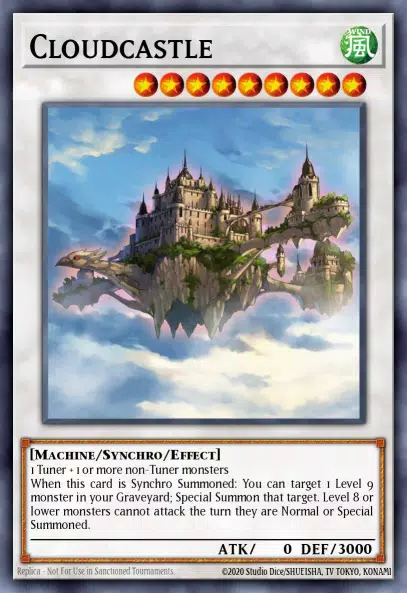 CLOUDCASTLE
WIND
風
[MACHINE/SYNCHRO/EFFECT]
1 Tuner + 1 or more non-Tuner monsters
When this card is Synchro Summoned: You can target 1 Level 9
monster in your Graveyard; Special Summon that target. Level 8 or
lower monsters cannot attack the turn they are Normal or Special
Summoned.
ATK/ 0 DEF/3000
Replica - Not For Use in Sanctioned Tournaments. ©2020 Studio Dice/SHUEISHA, TV TOKYO, KONAMI